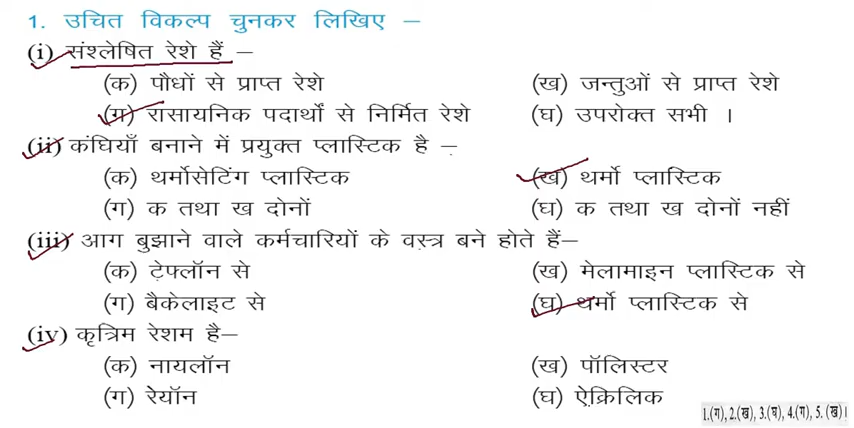 1. उचित विकल्प चुनकर लिखिए –
(i) संश्लेषित रेशे हैं –
(क) पौधों से प्राप्त रेशे (ख) जन्तुओं से प्राप्त रेशे
(ग) रासायनिक पदार्थों से निर्मित रेशे (घ) उपरोक्त सभी ।
(ii) कंघियाँ बनाने में प्रयुक्त प्लास्टिक है -
(क) थर्मोसेटिंग प्लास्टिक (ख) थर्मो प्लास्टिक
(ग) क तथा ख दोनों (घ) क तथा ख दोनों नहीं
(iii) आग बुझाने वाले कर्मचारियों के वस्त्र बने होते हैं–
(क) टेफ्लॉन से (ख) मेलामाइन प्लास्टिक से
(ग) बैकेलाइट से (घ) थर्मो प्लास्टिक से
(iv) कृत्रिम रेशम है–
(क) नायलॉन (ख) पॉलिस्टर
(ग) रेयॉन (घ) ऐक्रिलिक
1.(ग), 2.(ख), 3.(घ), 4.(ग), 5.(ख)।